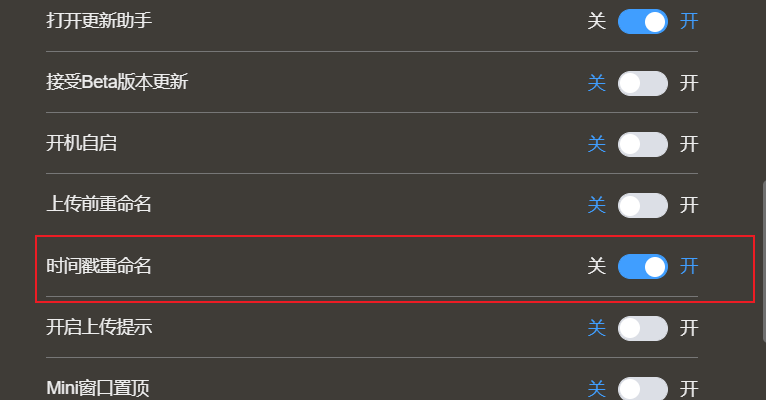 打开更新助手 关 开
接受Beta版本更新 关 开
开机自启 关 开
上传前重命名 关 开
时间戳重命名 关 开
开启上传提示 关 开
Mini窗口置顶 关 开